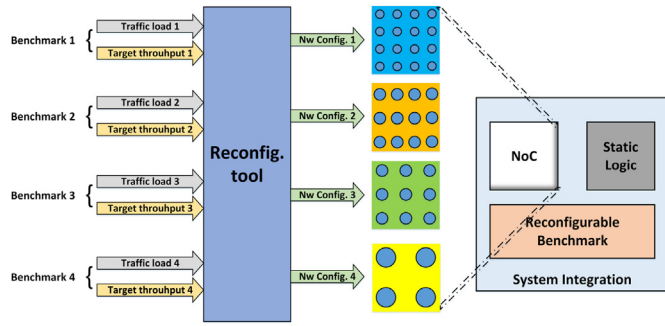 Benchmark 1
Traffic load 1
Target throuhput 1
Nw Config. 1
Benchmark 2
Traffic load 2
Target throuhput 2
Nw Config. 2
Benchmark 3
Traffic load 3
Target throuhput 3
Nw Config. 3
Benchmark 4
Traffic load 4
Target throuhput 4
Nw Config. 4
Reconfig.
tool
NoC
Static
Logic
Reconfigurable
Benchmark
System Integration